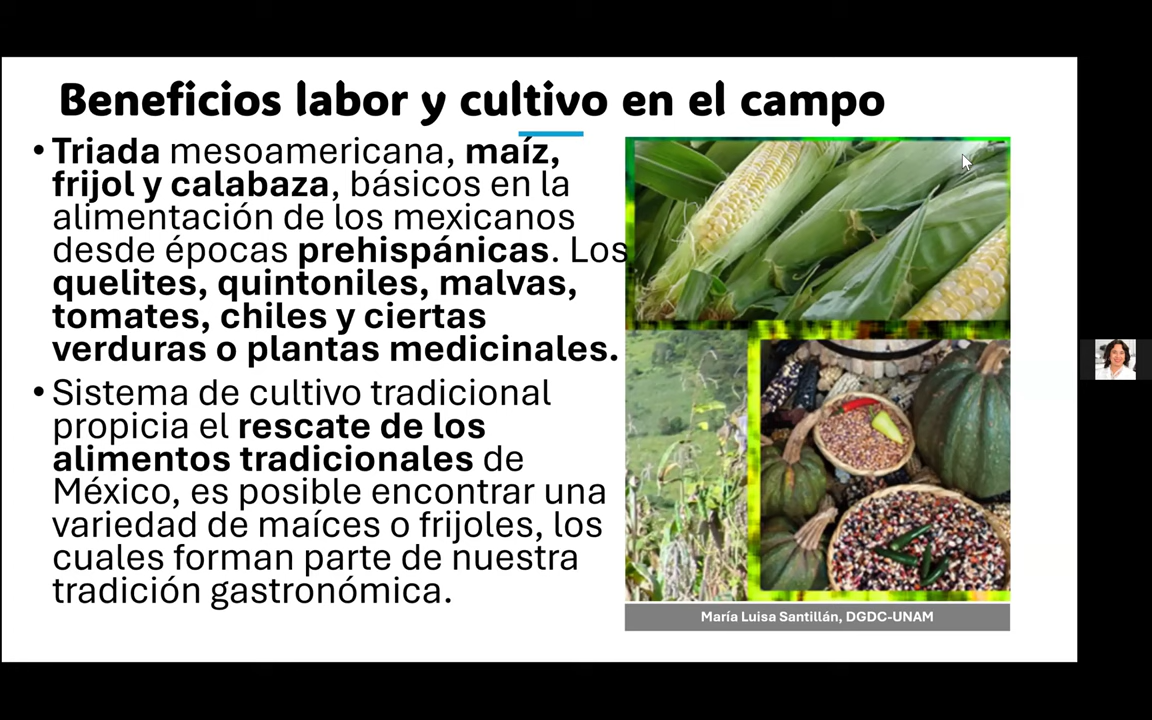 Beneficios labor y cultivo en el campo
• Triada mesoamericana, maíz,
frijol y calabaza, básicos en la
alimentación de los mexicanos
desde épocas prehispánicas. Los
quelites, quintoniles, malvas,
tomates, chiles y ciertas
verduras o plantas medicinales.
• Sistema de cultivo tradicional
propicia el rescate de los
alimentos tradicionales de
México, es posible encontrar una
variedad de maíces o frijoles, los
cuales forman parte de nuestra
tradición gastronómica.
María Luisa Santillán, DGDC-UNAM